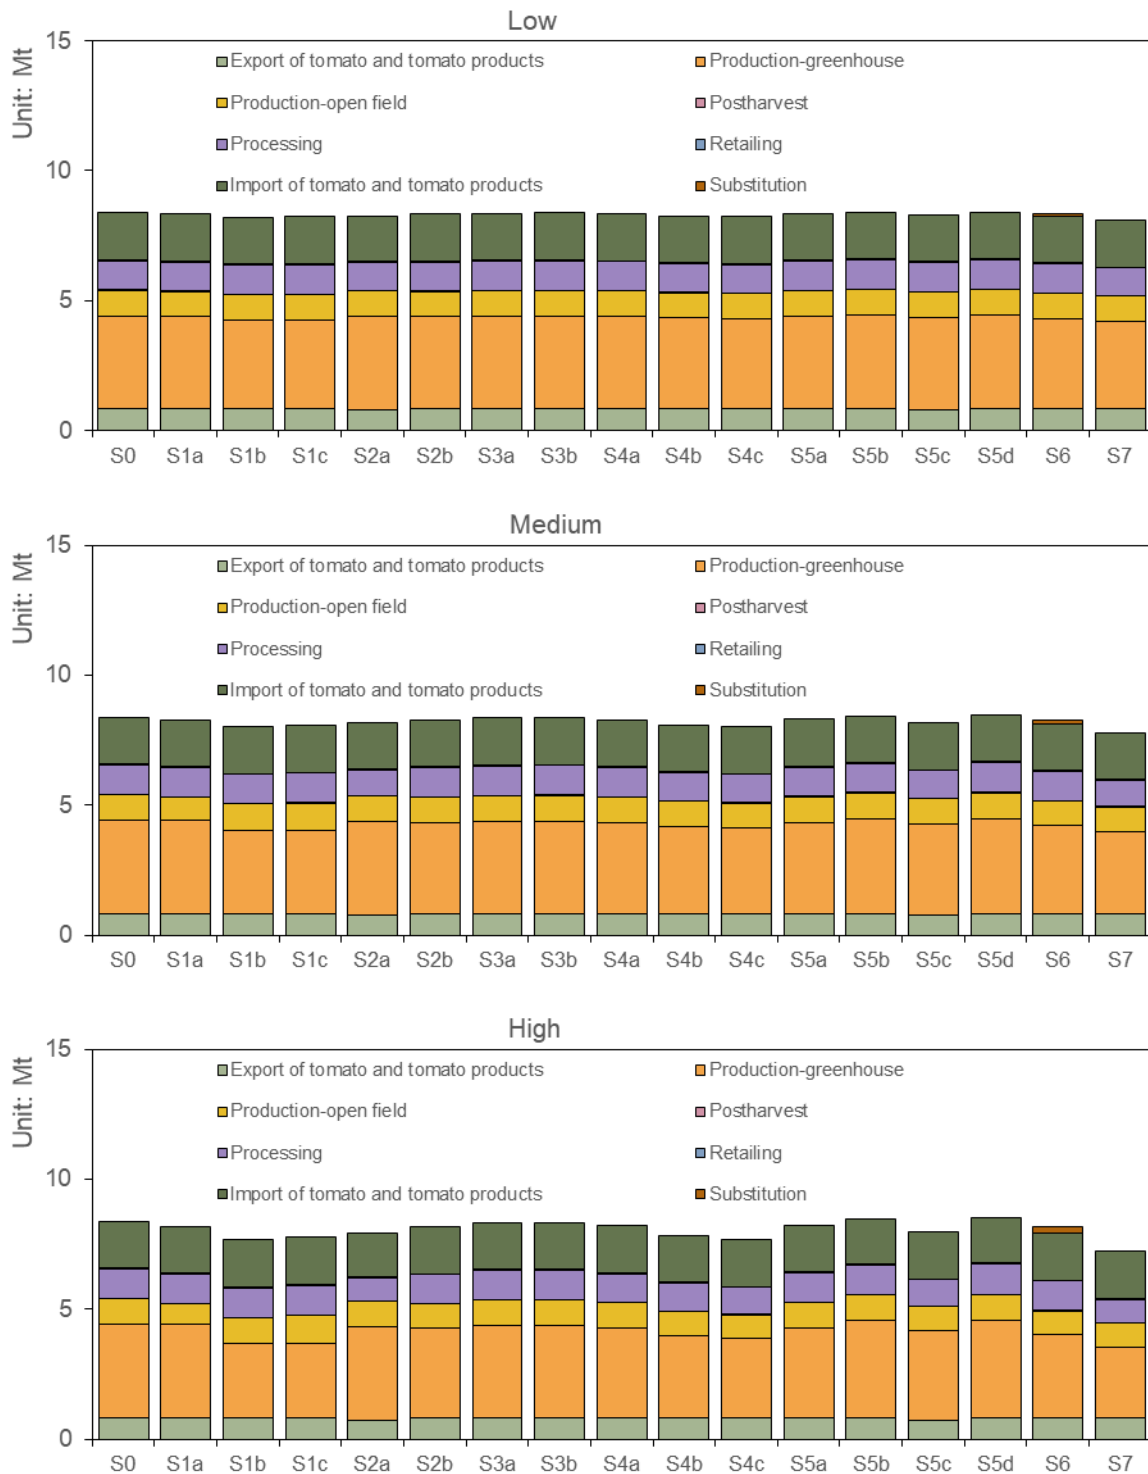 Low
Unit: Mt
15
10
5
0
Export of tomato and tomato products Production-greenhouse
Production-open field Postharvest
Processing Retailing
Import of tomato and tomato products Substitution
S0 S1a S1b S1c S2a S2b S3a S3b S4a S4b S4c S5a S5b S5c S5d S6 S7
Medium
Unit: Mt
15
10
5
0
Export of tomato and tomato products Production-greenhouse
Production-open field Postharvest
Processing Retailing
Import of tomato and tomato products Substitution
S0 S1a S1b S1c S2a S2b S3a S3b S4a S4b S4c S5a S5b S5c S5d S6 S7
High
Unit: Mt
15
10
5
0
Export of tomato and tomato products Production-greenhouse
Production-open field Postharvest
Processing Retailing
Import of tomato and tomato products Substitution
S0 S1a S1b S1c S2a S2b S3a S3b S4a S4b S4c S5a S5b S5c S5d S6 S7